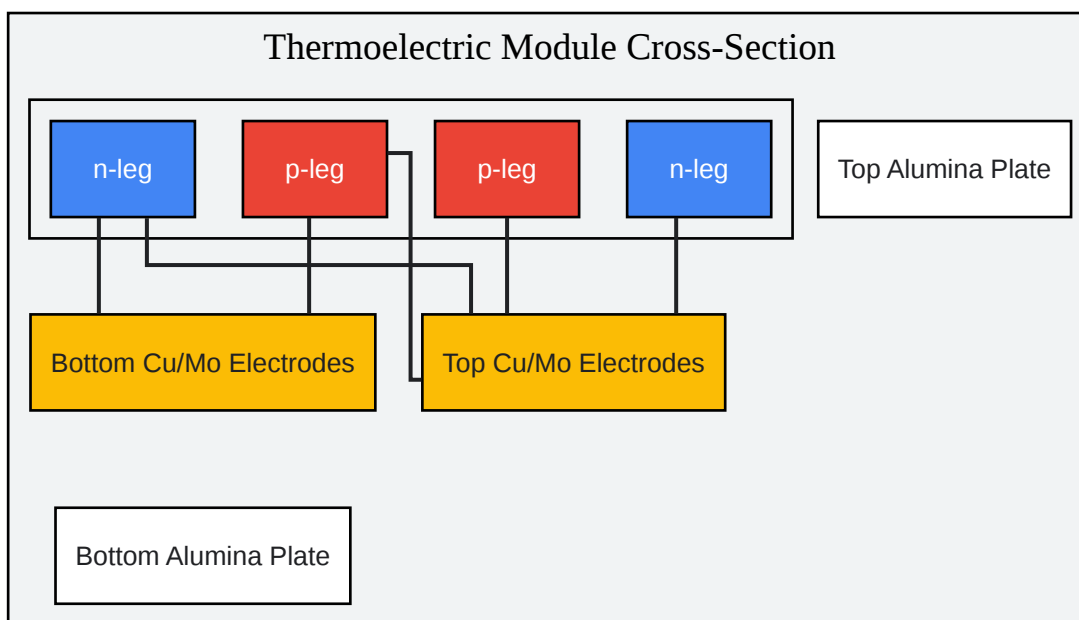 Thermoelectric Module Cross-Section
n-leg
p-leg
p-leg
n-leg
Top Alumina Plate
Bottom Cu/Mo Electrodes
Top Cu/Mo Electrodes
Bottom Alumina Plate